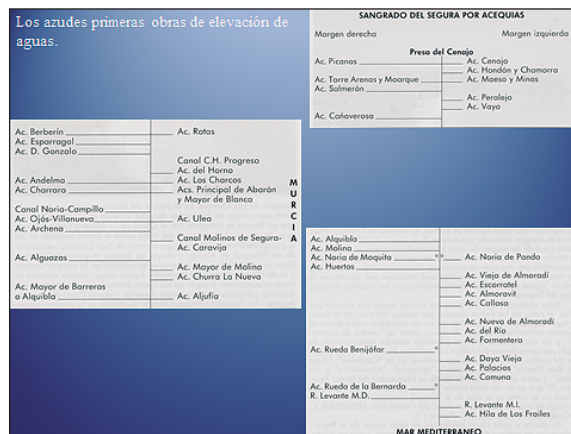 Los azudes primeras obras de elevación de
aguas.
SANGRADO DEL SEGURA POR ACEQUIAS
Margen derecha Margen izquierda
Presa del Cenajo
Ac. Picanas Ac. Cenajo
Ac. Hondón y Chamorra
Ac. Torre Arenas y Maarque Ac. Maeso y Minas
Ac. Salmerón
Ac. Peralejo
Ac. Vayo
Ac. Cañaverosa
Ac. Berberín Ac. Rotas
Ac. Esparragal
Ac. D. Gonzalo
Canal C.H. Progreso
Ac. del Horno
Ac. Andelma Ac. Los Charcos
Ac. Charrara Acs. Principal de Abarán
y Mayor de Blanca
Canal Noria-Campillo
Ac. Ojós-Villanueva Ac. Ulea
Ac. Archena
Canal Molinos de Segura-
Ac. Caravija
Ac. Alguazas
Ac. Mayor de Molina
Ac. Churra La Nueva
Ac. Mayor de Barreras
o Alquibla Ac. Aljufía
MURCIA
Ac. Alquibla
Ac. Molina
Ac. Noria de Moquita Ac. Noria de Pando
Ac. Huertos
Ac. Vieja de Almoradí
Ac. Escorratel
Ac. Almoravit
Ac. Callosa
Ac. Nueva de Almoradí
Ac. del Río
Ac. Formentera
Ac. Rueda Benijófar
Ac. Daya Vieja
Ac. Palacios
Ac. Comuna
Ac. Rueda de la Bernarda
R. Levante M.D.
R. Levante M.I.
Ac. Hila de Los Frailes
MAR MEDITERRANEO